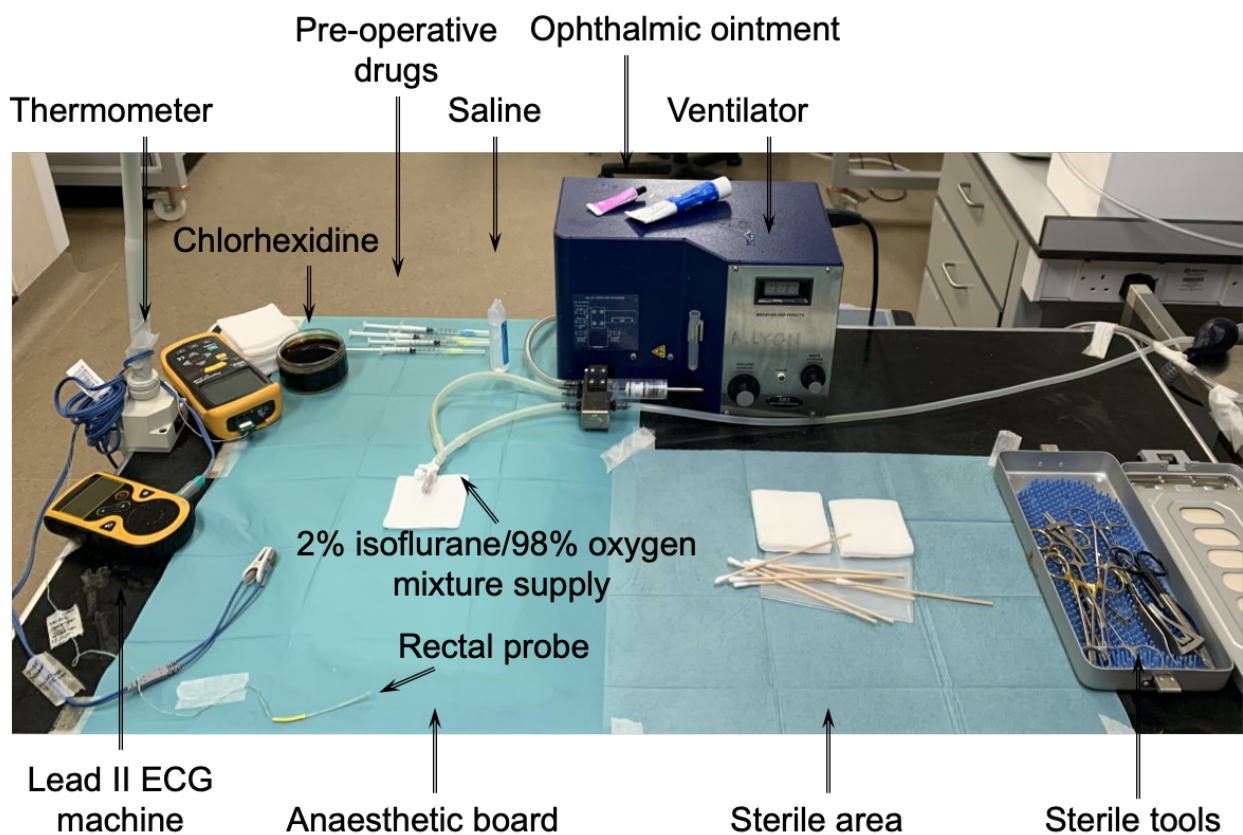 Pre-operative
drugs
Ophthalmic ointment
Thermometer
Saline
Ventilator
Chlorhexidine
A. LYON
2% isoflurane/98% oxygen
mixture supply
Rectal probe
Lead II ECG
machine
Anaesthetic board
Sterile area
Sterile tools